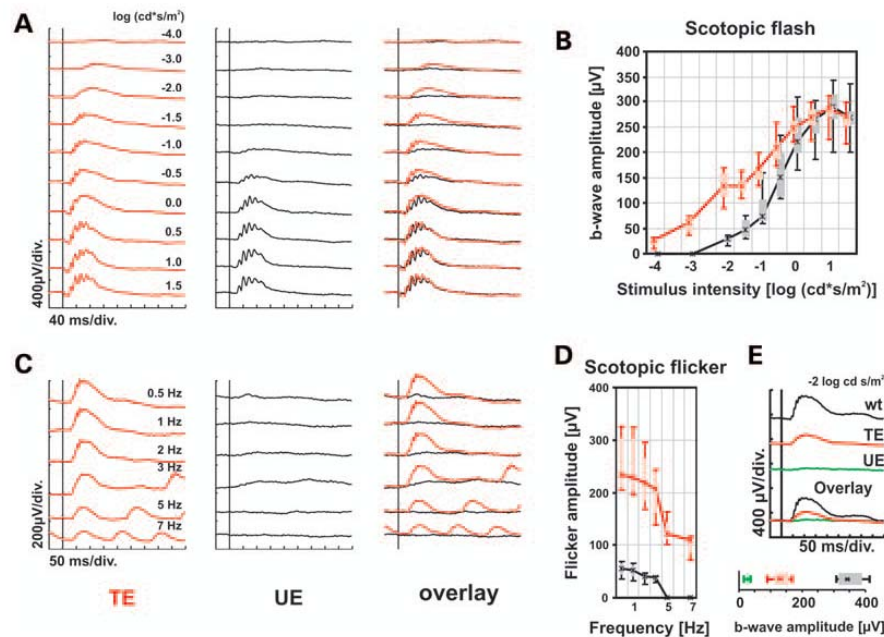 A
log (cd*s/m²)
-4.0
-3.0
-2.0
-1.5
-1.0
-0.5
0.0
0.5
1.0
1.5
400µV/div.
40 ms/div.
B
Scotopic flash
b-wave amplitude [µV]
400
350
300
250
200
150
100
50
0
-4 -3 -2 -1 0 1
Stimulus intensity [log (cd*s/m²)]
C
0.5 Hz
1 Hz
2 Hz
3 Hz
5 Hz
7 Hz
200µV/div.
50 ms/div.
TE
UE
overlay
D
Scotopic flicker
Flicker amplitude [µV]
400
300
200
100
0
1 3 5 7
Frequency [Hz]
E
-2 log cd s/m²)
wt
TE
UE
Overlay
400 µV/div.
50 ms/div.
0 200 400
b-wave amplitude [µV]